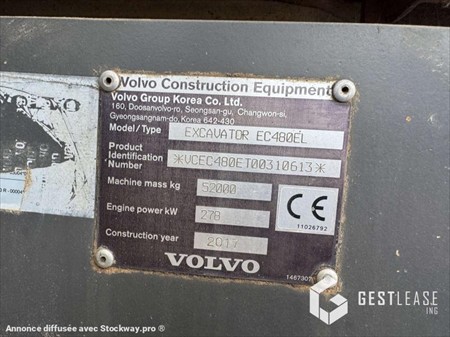 Volvo Construction Equipment
Volvo Group Korea Co. Ltd.
160, Doosanvolvo-ro, Seongsan-gu, Changwon-si,
Gyeongsangnam-do, Korea 642-430
Model / Type EXCAVATOR EC480EL
Product Identification Number *VCEC480ET00310613*
Machine mass kg 52000
Engine power kW 278
Construction year 2017
CE
11026792
VOLVO
VOLVO
GESTLEASE
ING
Annonce diffusée avec Stockway.pro ®